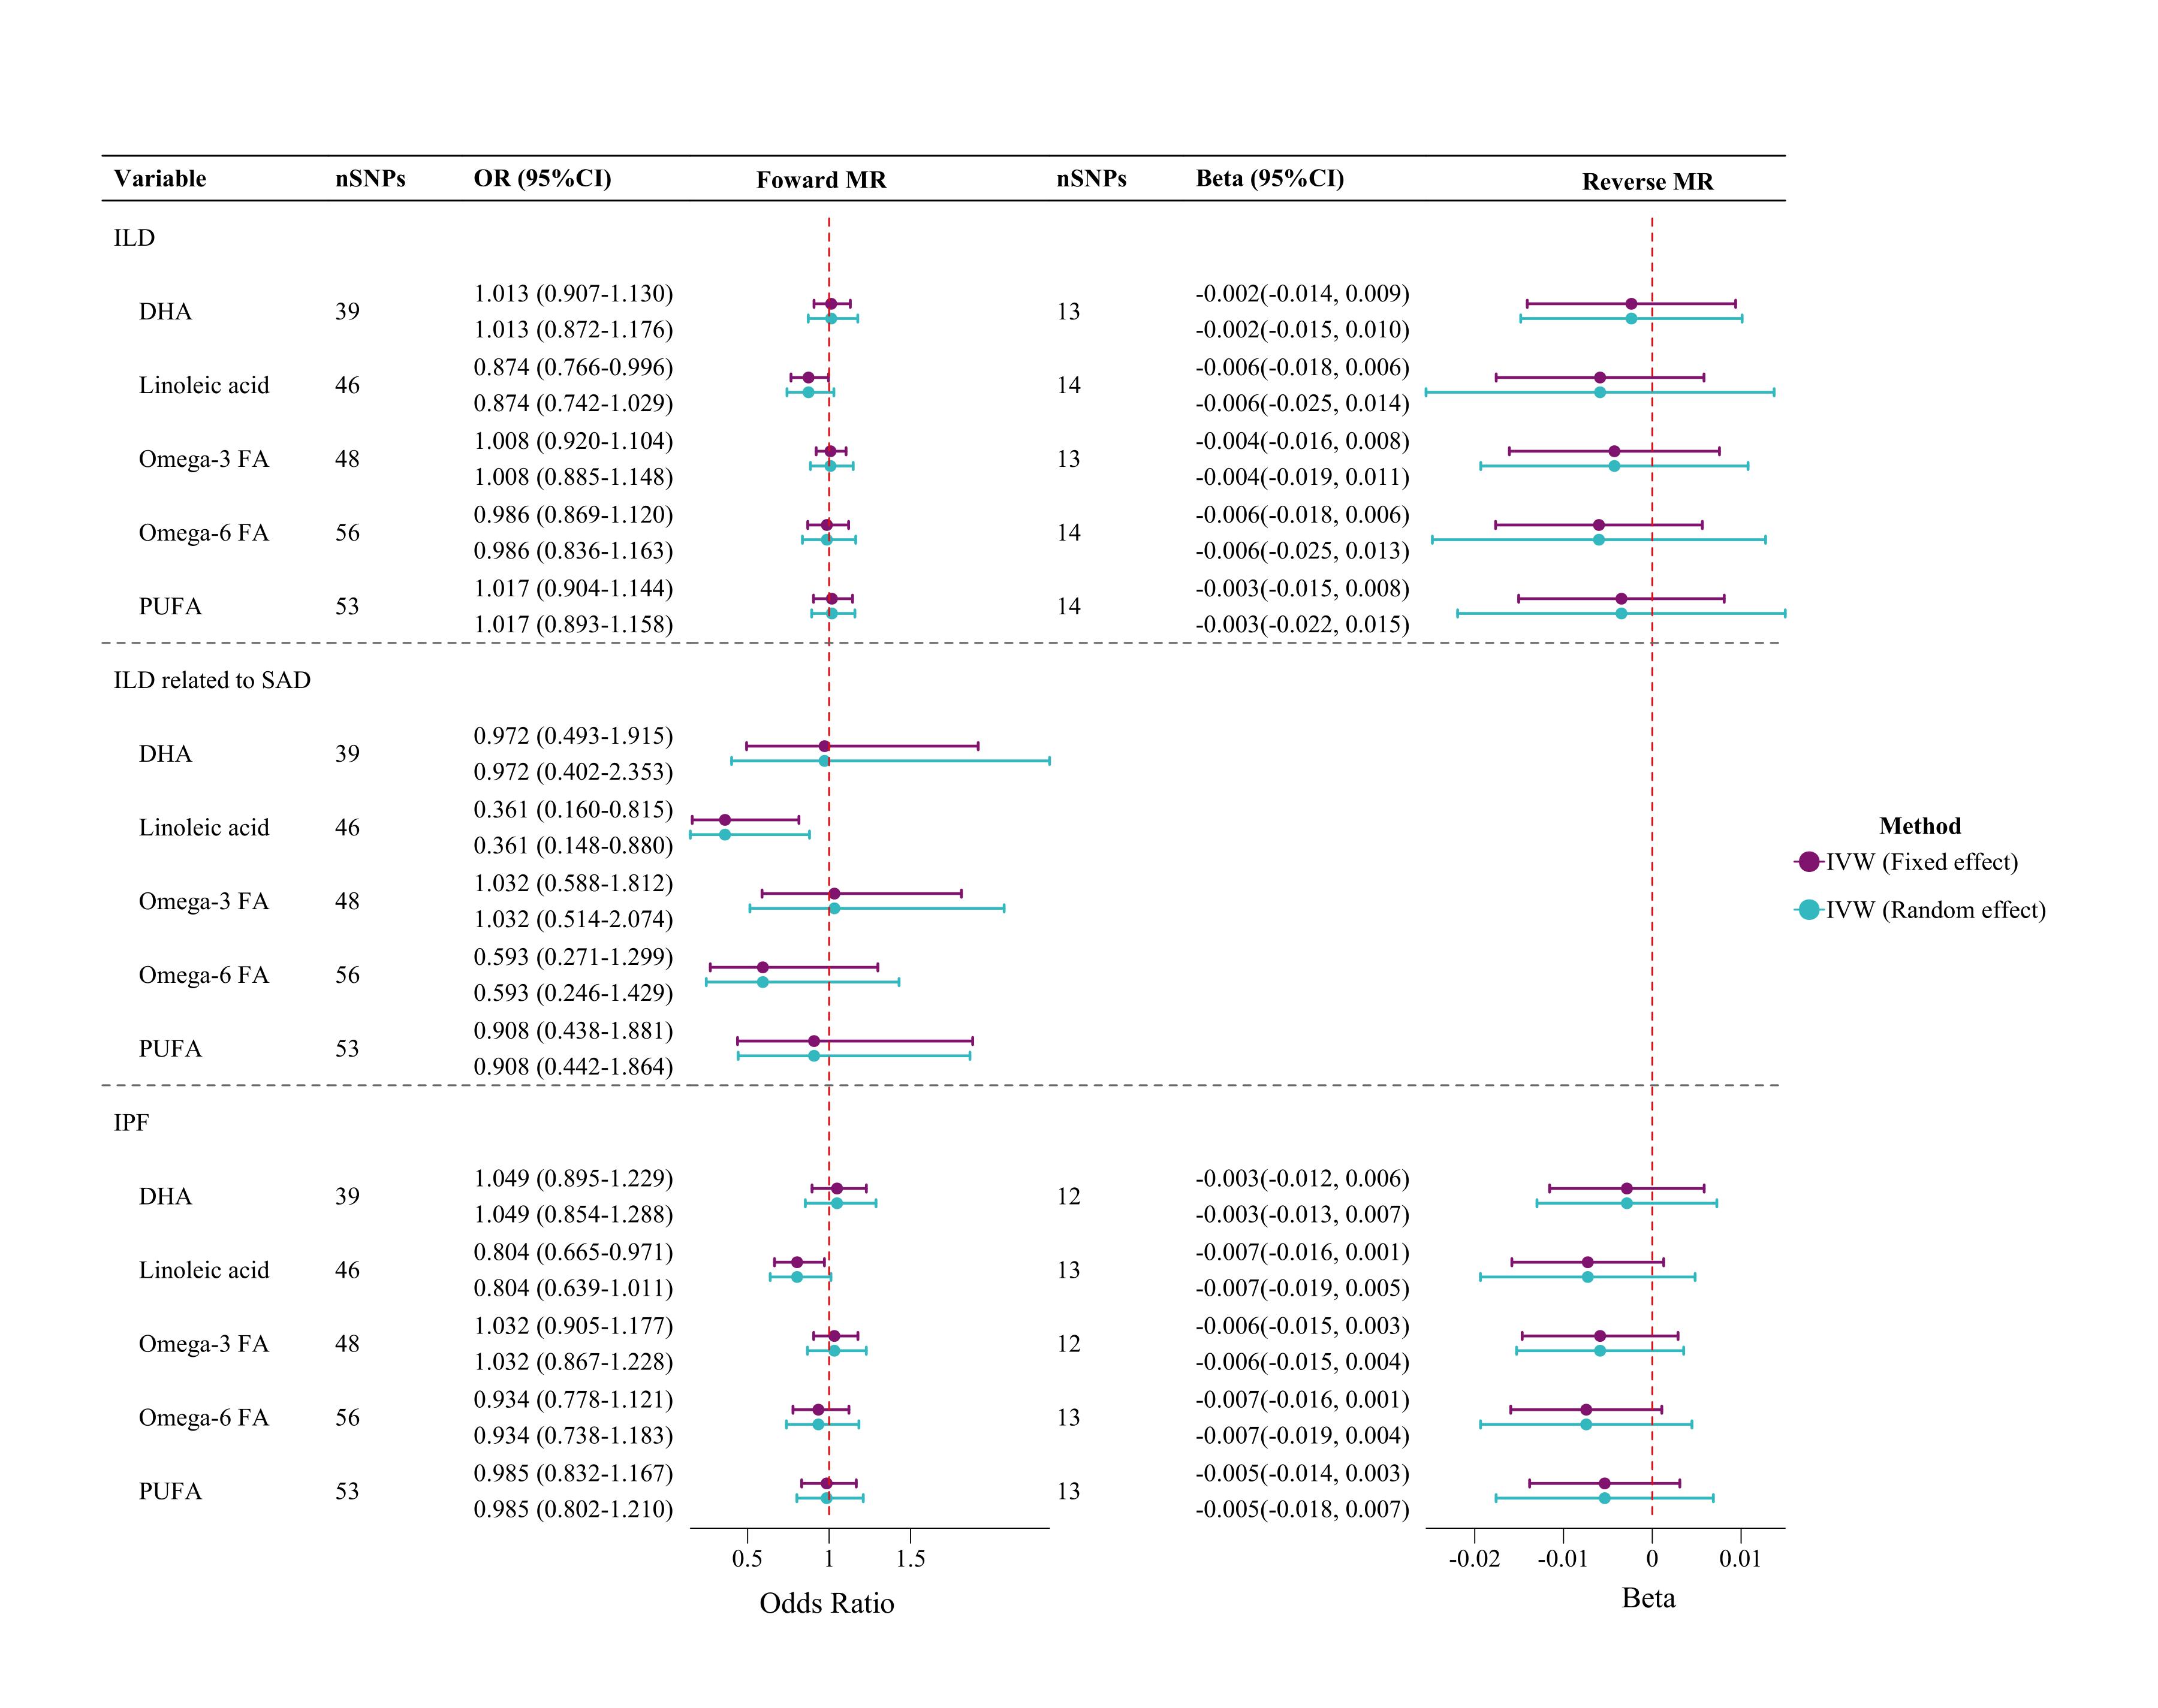 Variable nSNPs OR (95%CI) Foward MR nSNPs Beta (95%CI) Reverse MR
ILD
1.013 (0.907-1.130) -0.002(-0.014, 0.009)
DHA 39 13
1.013 (0.872-1.176) -0.002(-0.015, 0.010)
0.874 (0.766-0.996) -0.006(-0.018, 0.006)
Linoleic acid 46 14
0.874 (0.742-1.029) -0.006(-0.025, 0.014)
1.008 (0.920-1.104) -0.004(-0.016, 0.008)
Omega-3 FA 48 13
1.008 (0.885-1.148) -0.004(-0.019, 0.011)
0.986 (0.869-1.120) -0.006(-0.018, 0.006)
Omega-6 FA 56 14
0.986 (0.836-1.163) -0.006(-0.025, 0.013)
1.017 (0.904-1.144) -0.003(-0.015, 0.008)
PUFA 53 14
1.017 (0.893-1.158) -0.003(-0.022, 0.015)
ILD related to SAD
0.972 (0.493-1.915)
DHA 39
0.972 (0.402-2.353)
0.361 (0.160-0.815)
Linoleic acid 46
0.361 (0.148-0.880)
1.032 (0.588-1.812)
Omega-3 FA 48
1.032 (0.514-2.074)
0.593 (0.271-1.299)
Omega-6 FA 56
0.593 (0.246-1.429)
0.908 (0.438-1.881)
PUFA 53
0.908 (0.442-1.864)
IPF
1.049 (0.895-1.229) -0.003(-0.012, 0.006)
DHA 39 12
1.049 (0.854-1.288) -0.003(-0.013, 0.007)
0.804 (0.665-0.971) -0.007(-0.016, 0.001)
Linoleic acid 46 13
0.804 (0.639-1.011) -0.007(-0.019, 0.005)
1.032 (0.905-1.177) -0.006(-0.015, 0.003)
Omega-3 FA 48 12
1.032 (0.867-1.228) -0.006(-0.015, 0.004)
0.934 (0.778-1.121) -0.007(-0.016, 0.001)
Omega-6 FA 56 13
0.934 (0.738-1.183) -0.007(-0.019, 0.004)
0.985 (0.832-1.167) -0.005(-0.014, 0.003)
PUFA 53 13
0.985 (0.802-1.210) -0.005(-0.018, 0.007)
0.5 1 1.5 -0.02 -0.01 0 0.01
Odds Ratio Beta
Method
IVW (Fixed effect)
IVW (Random effect)